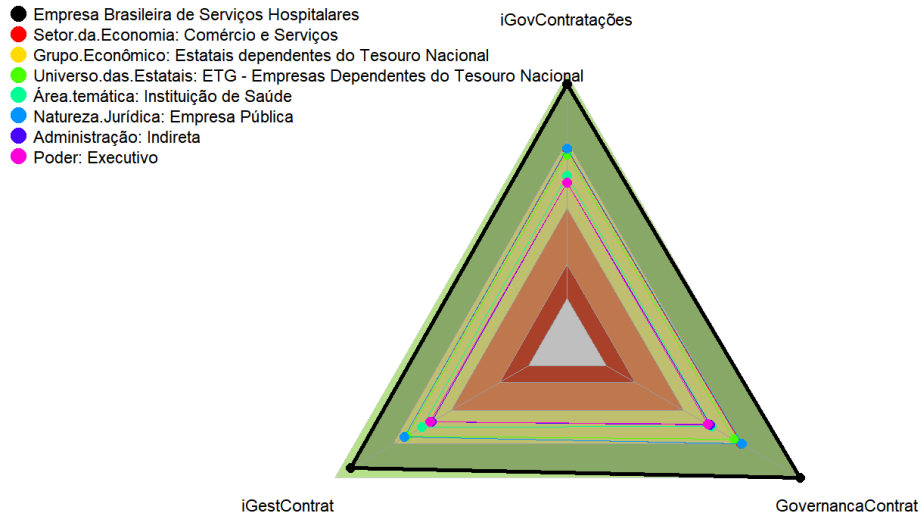 Empresa Brasileira de Serviços Hospitalares
Setor.da.Economia: Comércio e Serviços
Grupo.Econômico: Estatais dependentes do Tesouro Nacional
Universo.das.Estatais: ETG - Empresas Dependentes do Tesouro Nacional
Área.temática: Instituição de Saúde
Natureza.Jurídica: Empresa Pública
Administração: Indireta
Poder: Executivo
iGovContratações
iGestContrat
GovernancaContrat